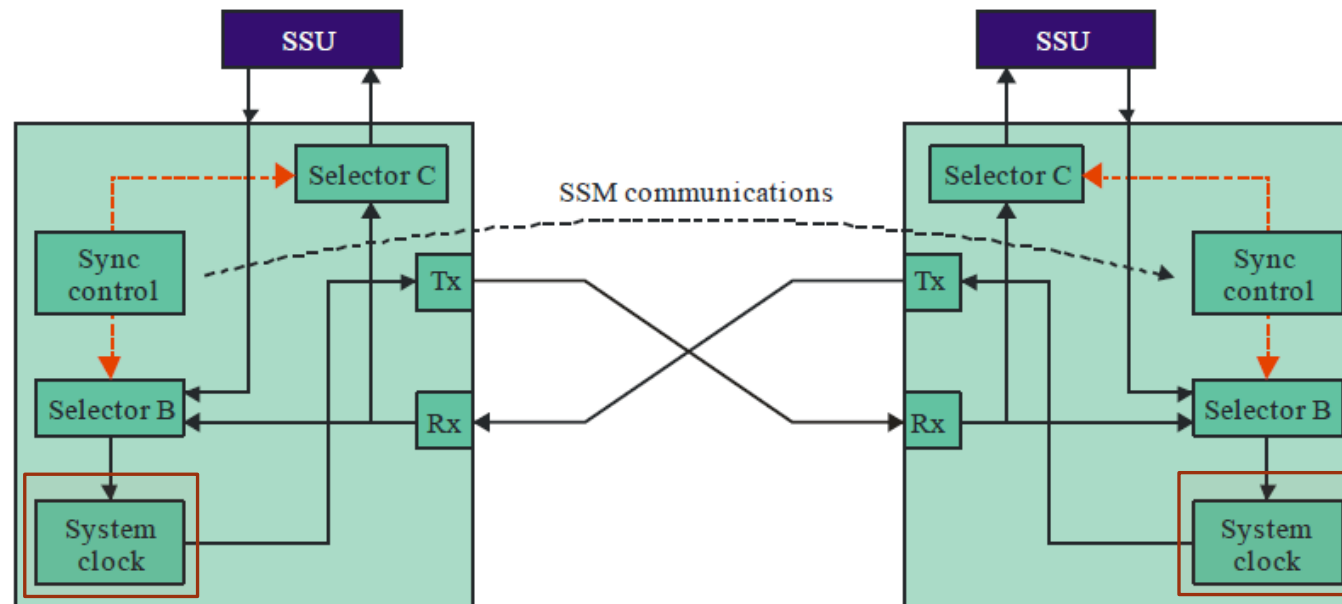 SSU
SSU
Selector C
SSM communications
Selector C
Sync
control
Tx
Tx
Sync
control
Selector B
Rx
Rx
Selector B
System
clock
System
clock